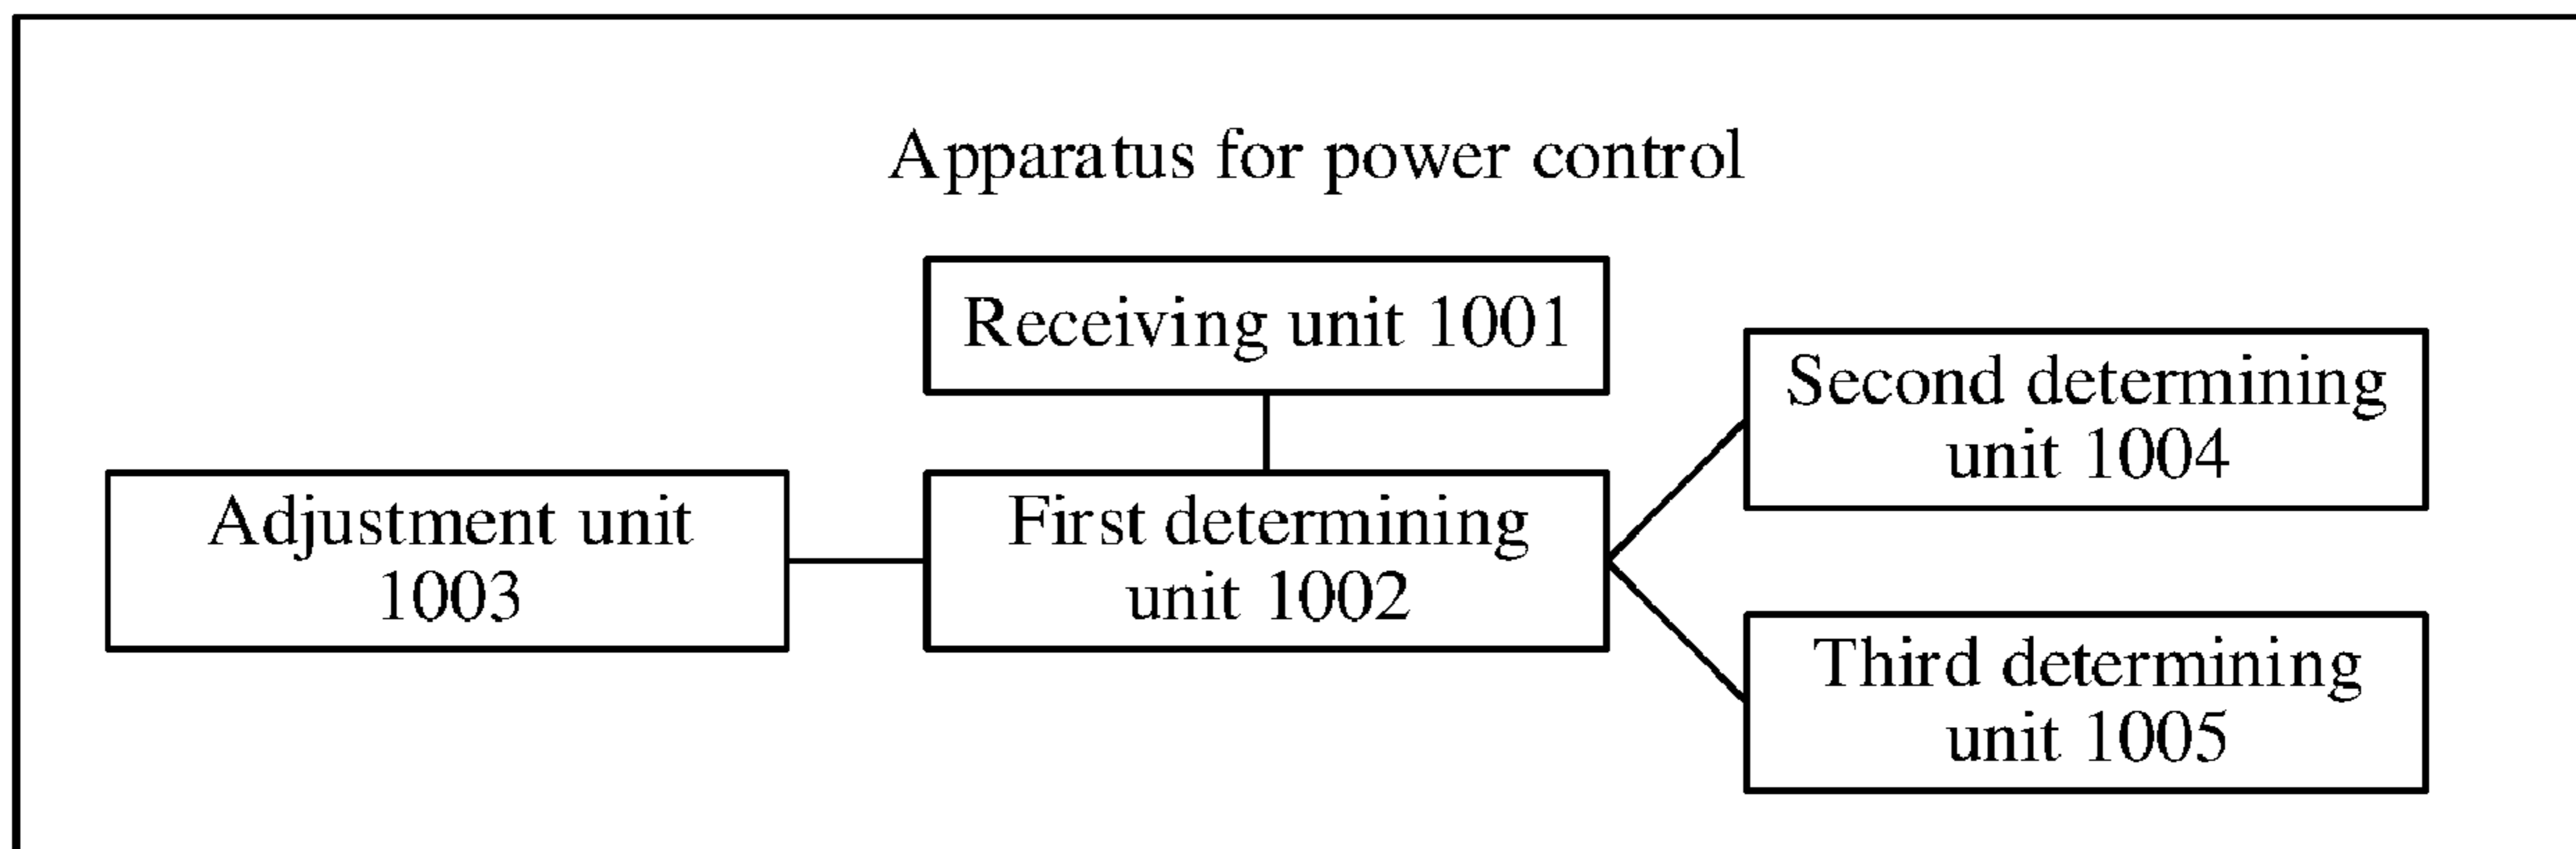 Apparatus for power control
Receiving unit 1001
Second determining
unit 1004
Adjustment unit
1003
First determining
unit 1002
Third determining
unit 1005